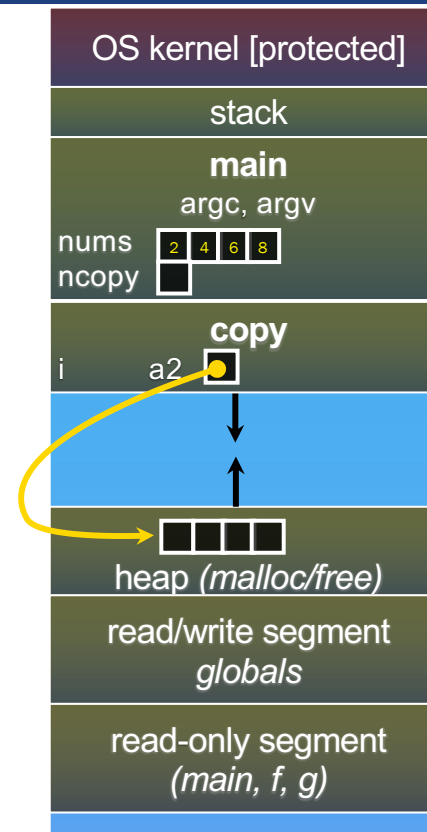 OS kernel [protected]
stack
main
argc, argv
nums 2 4 6 8
ncopy
copy
i a2
heap (malloc/free)
read/write segment
globals
read-only segment
(main, f, g)